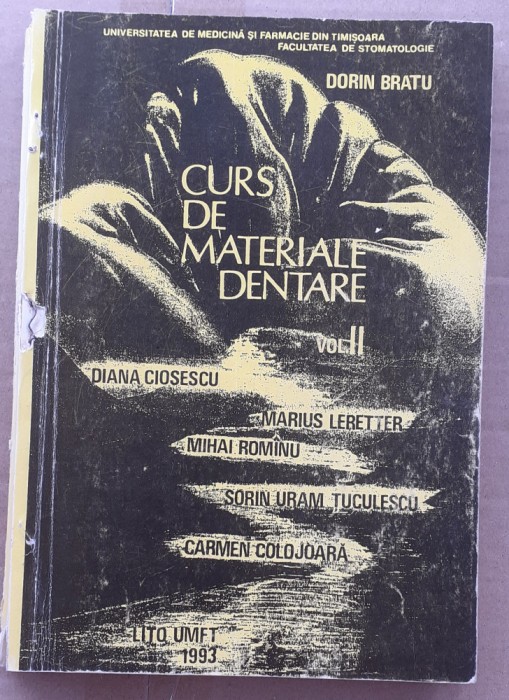 UNIVERSITATEA DE MEDICINĂ ȘI FARMACIE DIN TIMIȘOARA
FACULTATEA DE STOMATOLOGIE
DORIN BRATU
CURS
DE
MATERIALE
DENTARE
VOL II
DIANA CIOSESCU
MARIUS LERETTER
MIHAI ROMÎNU
SORIN URAM ȚUCULESCU
CARMEN COLOJOARĂ
LITO UMFT
1993